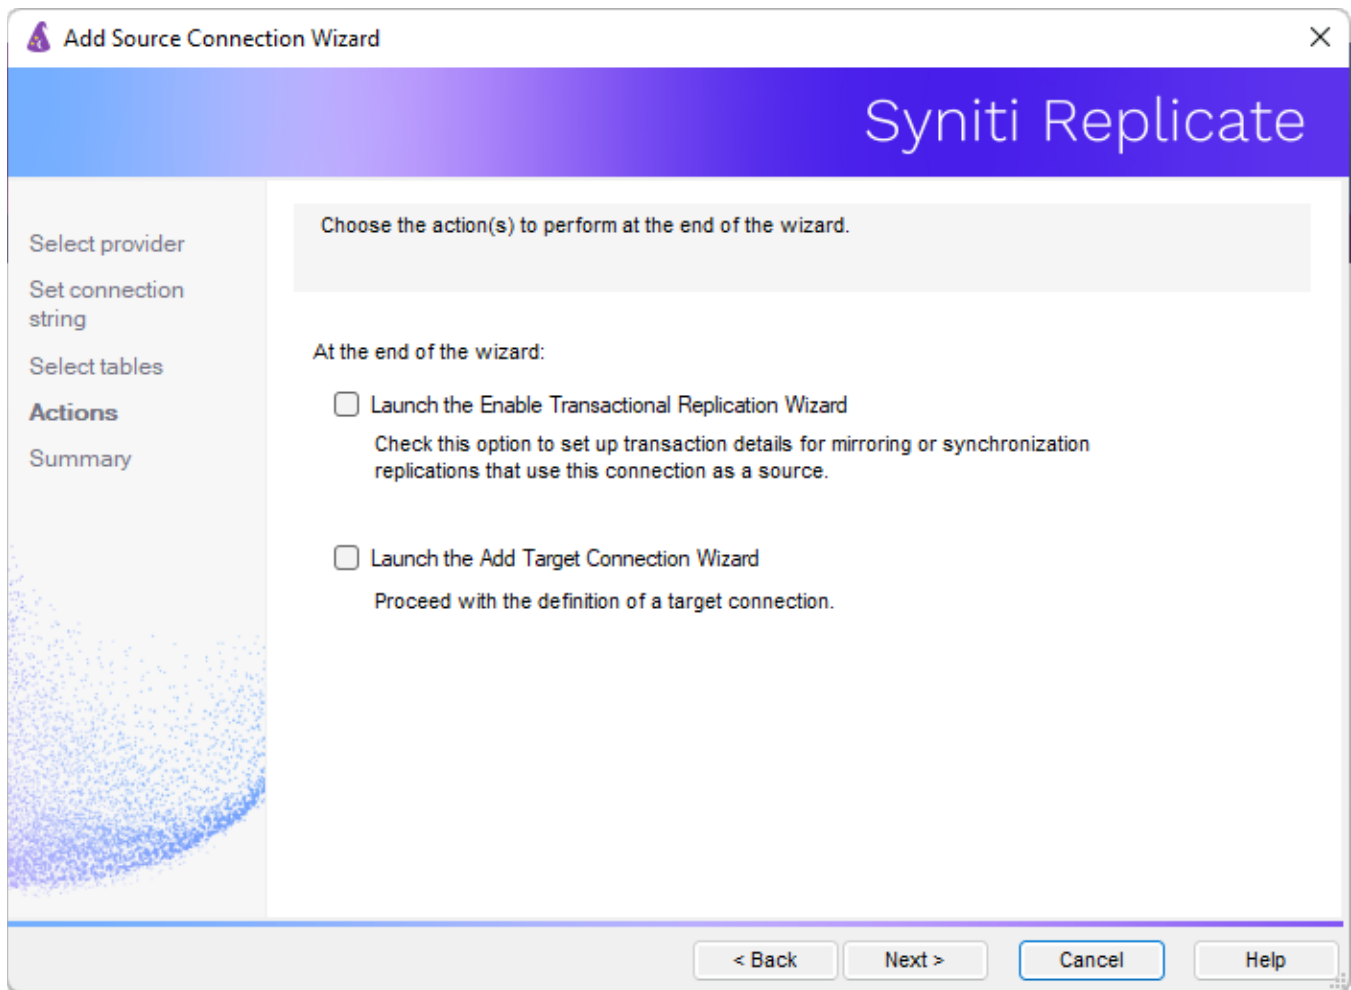 Add Source Connection Wizard
Syniti Replicate
Select provider
Set connection
string
Select tables
Actions
Summary
Choose the action(s) to perform at the end of the wizard.
At the end of the wizard:
Launch the Enable Transactional Replication Wizard
Check this option to set up transaction details for mirroring or synchronization
replications that use this connection as a source.
Launch the Add Target Connection Wizard
Proceed with the definition of a target connection.
< Back
Next >
Cancel
Help